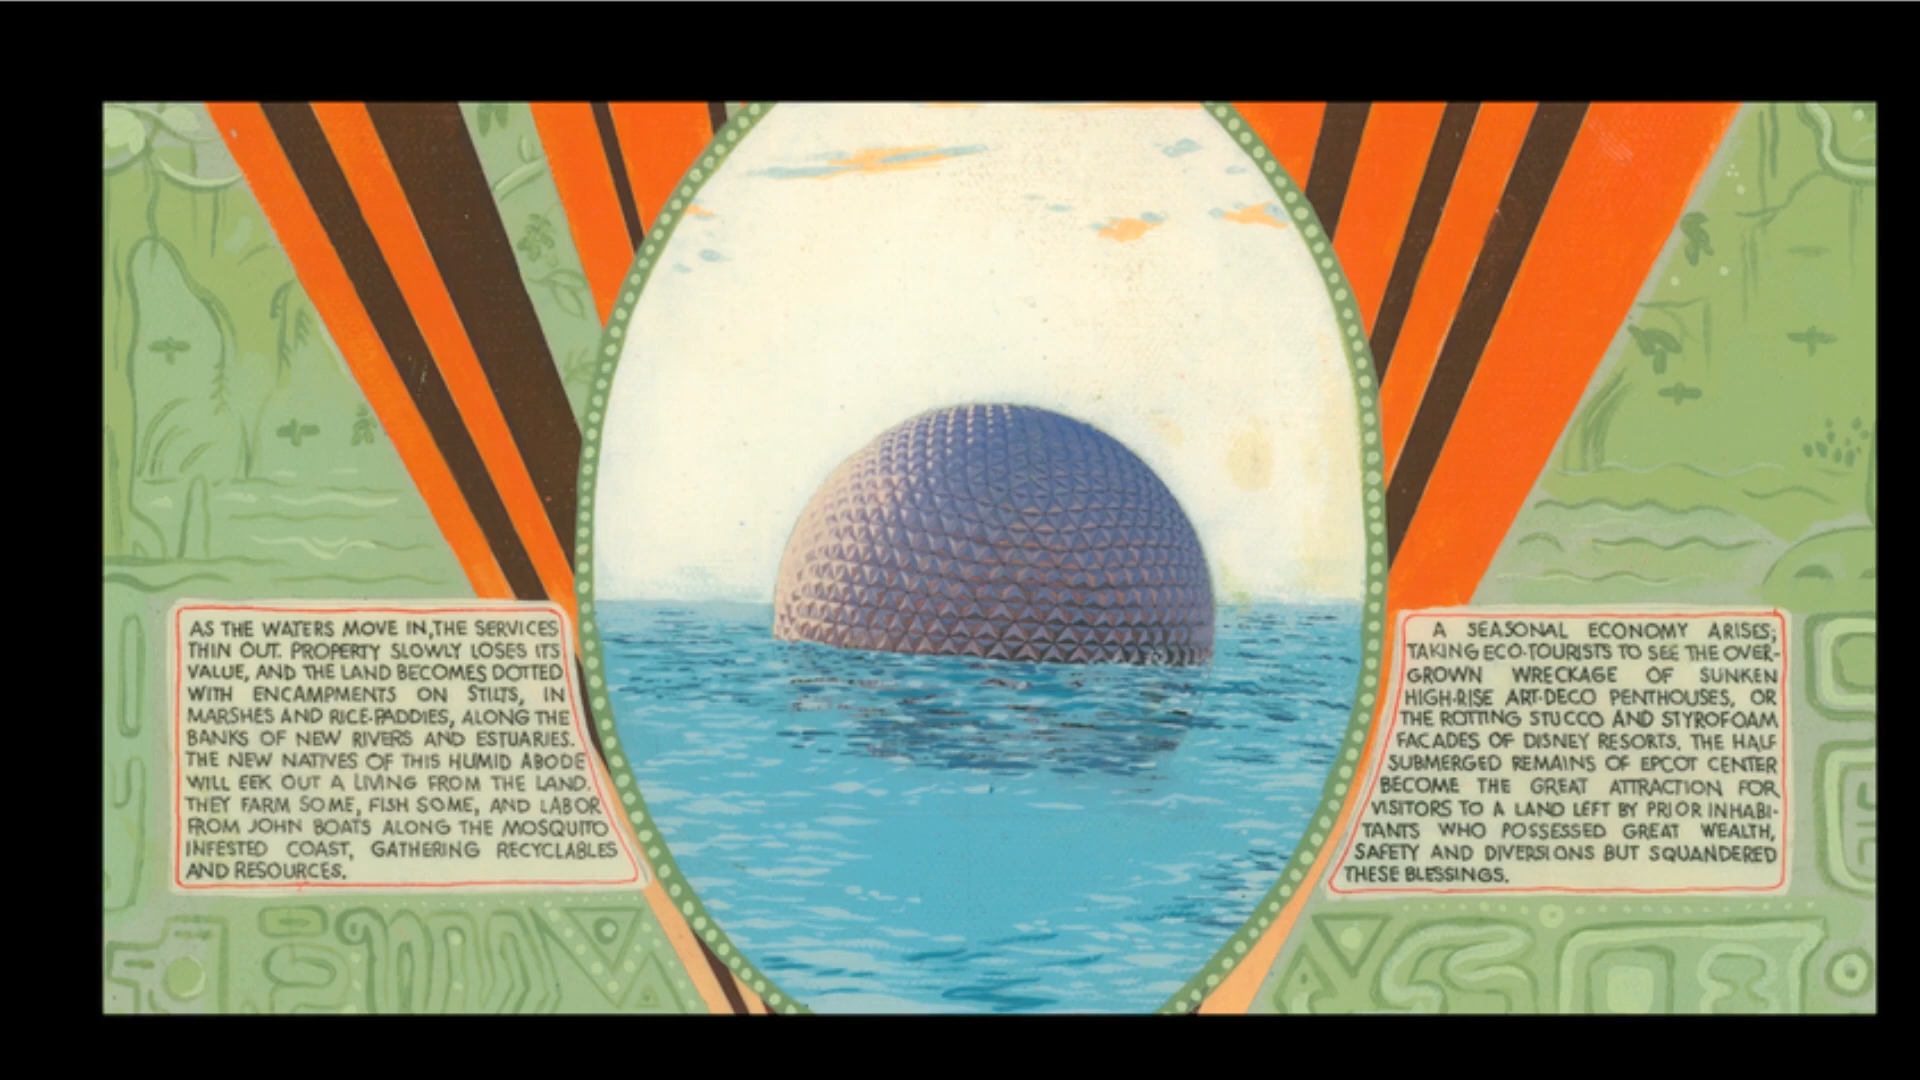 AS THE WATERS MOVE IN, THE SERVICES
THIN OUT. PROPERTY SLOWLY LOSES ITS
VALUE, AND THE LAND BECOMES DOTTED
WITH ENCAMPMENTS ON STILTS, IN
MARSHES AND RICE-PADDIES, ALONG THE
BANKS OF NEW RIVERS AND ESTUARIES.
THE NEW NATIVES OF THIS HUMID ABODE
WILL EEK OUT A LIVING FROM THE LAND.
THEY FARM SOME, FISH SOME, AND LABOR
FROM JOHN BOATS ALONG THE MOSQUITO
INFESTED COAST, GATHERING RECYCLABLES
AND RESOURCES.
A SEASONAL ECONOMY ARISES;
TAKING ECO-TOURISTS TO SEE THE OVER-
GROWN WRECKAGE OF SUNKEN
HIGH-RISE ART-DECO PENTHOUSES, OR
THE ROTTING STUCCO AND STYROFOAM
FACADES OF DISNEY RESORTS. THE HALF
SUBMERGED REMAINS OF EPCOT CENTER
BECOME THE GREAT ATTRACTION FOR
VISITORS TO A LAND LEFT BY PRIOR INHABI-
TANTS WHO POSSESSED GREAT WEALTH,
SAFETY AND DIVERSIONS BUT SQUANDERED
THESE BLESSINGS.